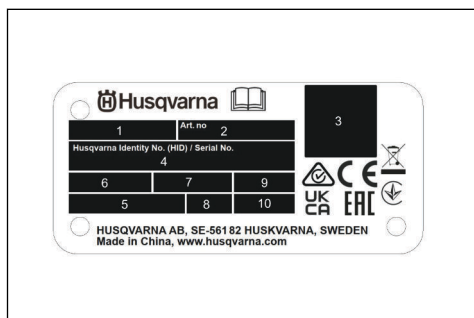 Husqvarna
1
Art. no 2
3
Husqvarna Identity No. (HID) / Serial No.
4
6 7 9
5 8 10
CE
UK
CA
EAC
HUSQVARNA AB, SE-561 82 HUSKVARNA, SWEDEN
Made in China, www.husqvarna.com